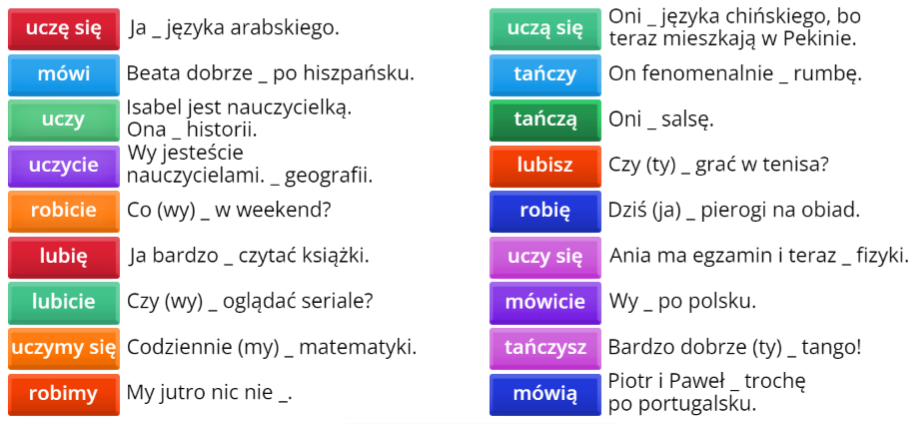 uczę się Ja _ języka arabskiego.
mówi Beata dobrze _ po hiszpańsku.
uczy Isabel jest nauczycielką.
Ona _ historii.
uczycie Wy jesteście
nauczycielami. _ geografii.
robicie Co (wy) _ w weekend?
lubię Ja bardzo _ czytać książki.
lubicie Czy (wy) _ oglądać seriale?
uczymy się Codziennie (my) _ matematyki.
robimy My jutro nic nie _.
uczą się Oni _ języka chińskiego, bo
teraz mieszkają w Pekinie.
tańczy On fenomenalnie _ rumbę.
tańczą Oni _ salsę.
lubisz Czy (ty) _ grać w tenisa?
robię Dziś (ja) _ pierogi na obiad.
uczy się Ania ma egzamin i teraz _ fizyki.
mówicie Wy _ po polsku.
tańczysz Bardzo dobrze (ty) _ tango!
mówią Piotr i Paweł _ trochę
po portugalsku.